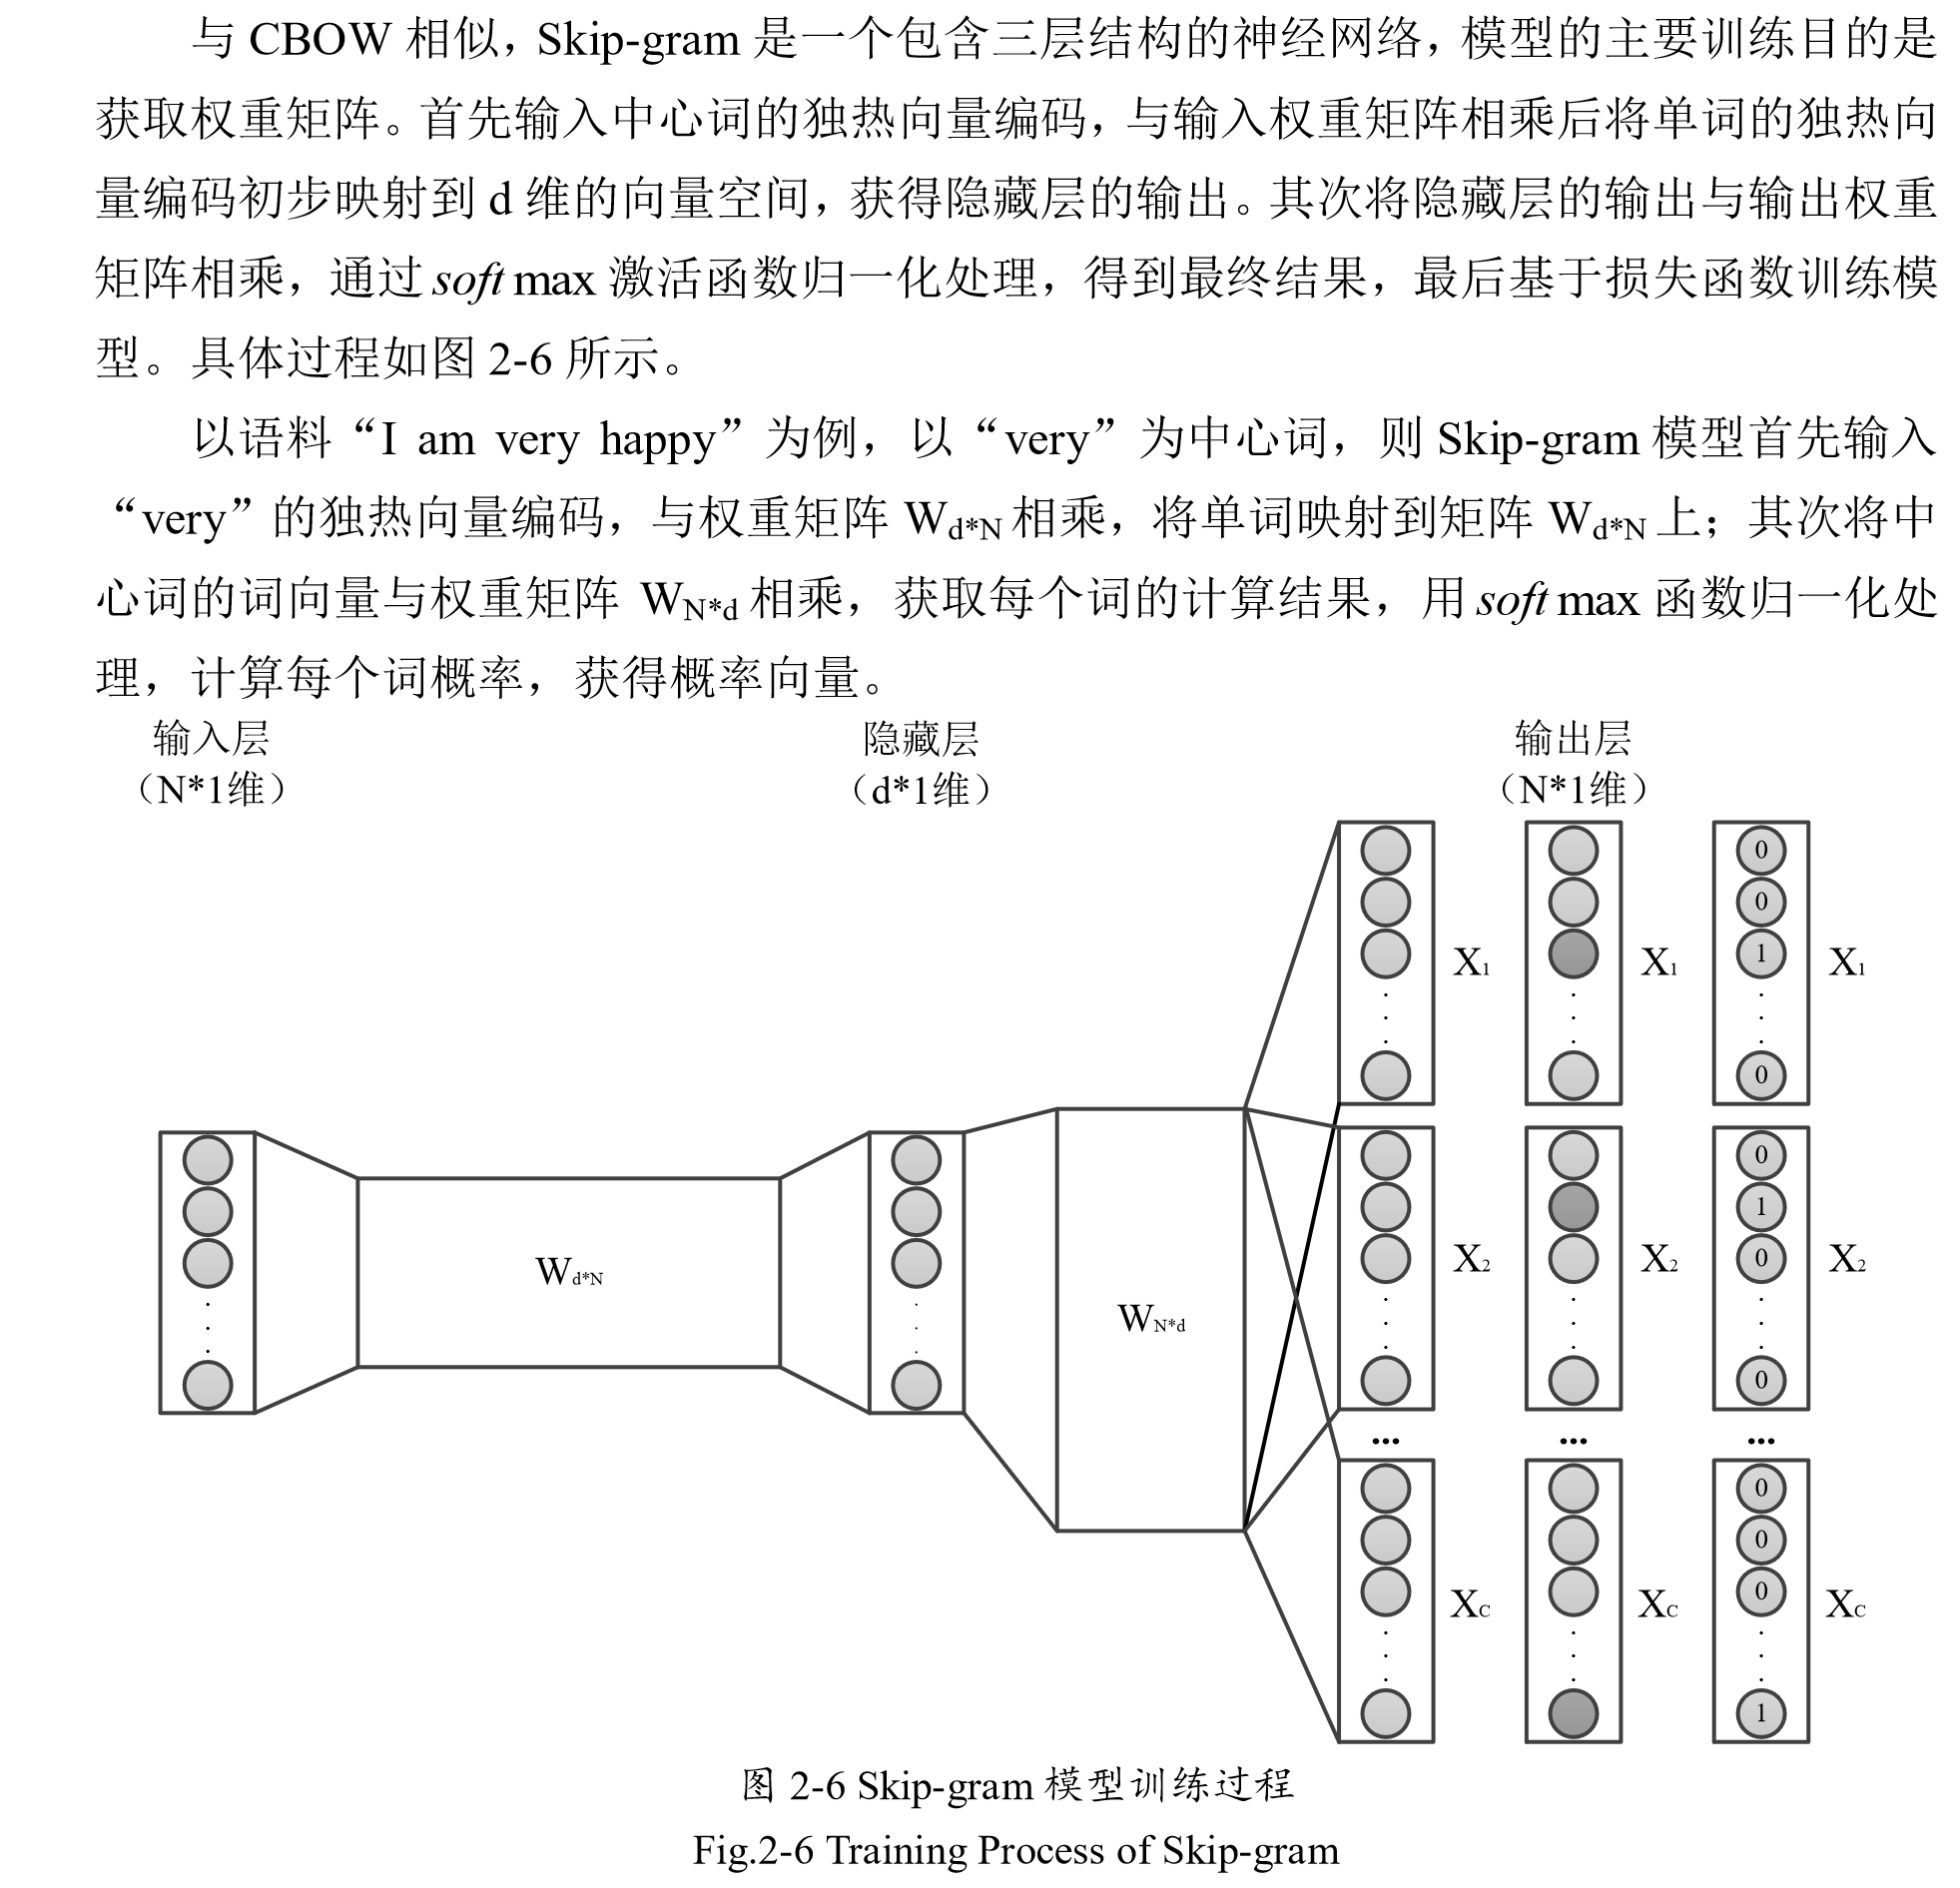 与 CBOW 相似，Skip-gram 是一个包含三层结构的神经网络，模型的主要训练目的是
获取权重矩阵。首先输入中心词的独热向量编码，与输入权重矩阵相乘后将单词的独热向
量编码初步映射到 d 维的向量空间，获得隐藏层的输出。其次将隐藏层的输出与输出权重
矩阵相乘，通过 soft max 激活函数归一化处理，得到最终结果，最后基于损失函数训练模
型。具体过程如图 2-6 所示。
以语料“I am very happy”为例，以“very”为中心词，则 Skip-gram 模型首先输入
“very”的独热向量编码，与权重矩阵 Wd*N 相乘，将单词映射到矩阵 Wd*N 上；其次将中
心词的词向量与权重矩阵 WN*d 相乘，获取每个词的计算结果，用 soft max 函数归一化处
理，计算每个词概率，获得概率向量。
输入层 隐藏层 输出层
（N*1维） （d*1维） （N*1维）
0
0
X1 X1 1 X1
. . .
0
0
1
Wd*N
WN*d
X2 X2 0 X2
. . .
0
... ... ...
0
0
XC XC 0 XC
. . .
1
图 2-6 Skip-gram 模型训练过程
Fig.2-6 Training Process of Skip-gram